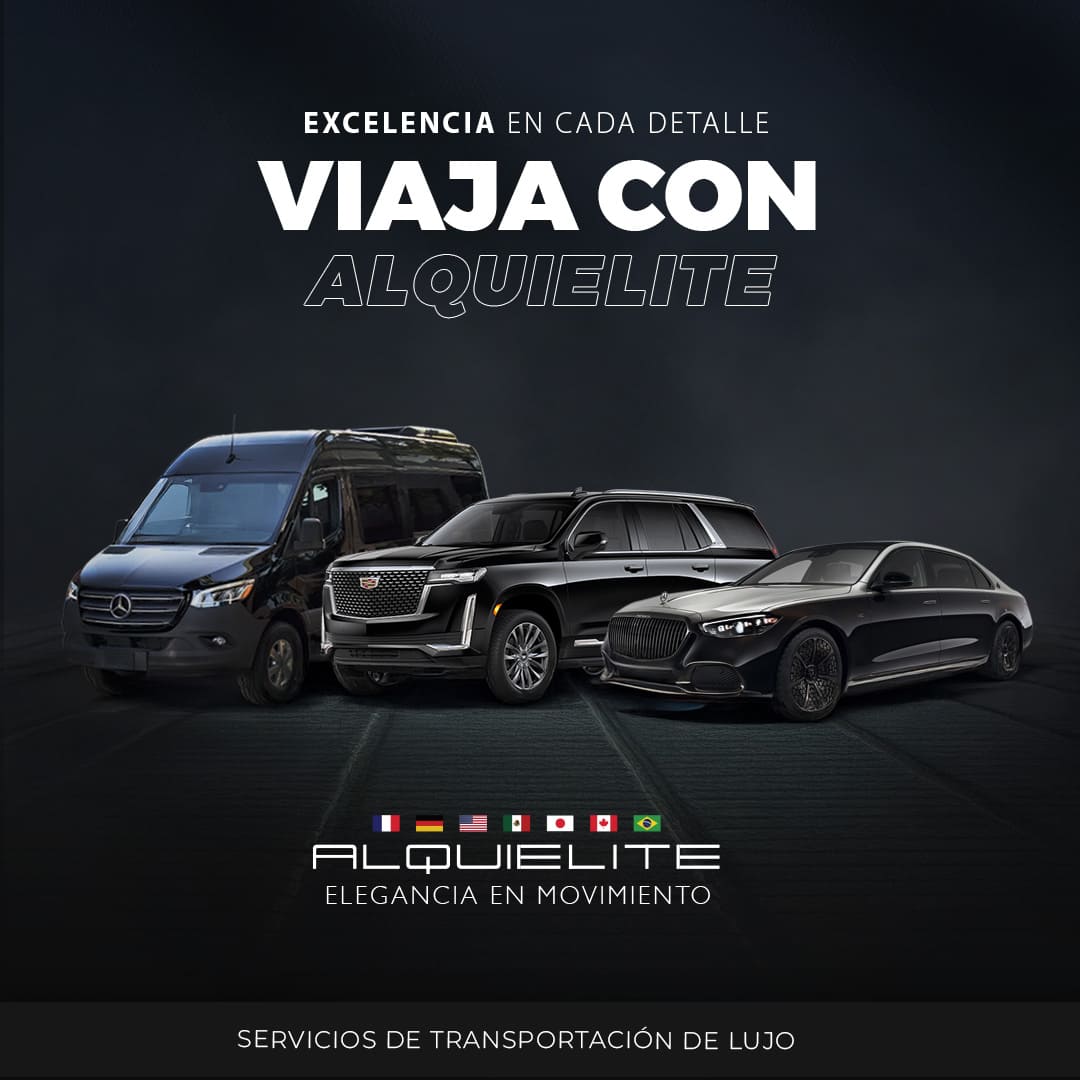 EXCELENCIA EN CADA DETALLE
VIAJA CON
ALQUIELITE
ALQUIELITE
ELEGANCIA EN MOVIMIENTO
SERVICIOS DE TRANSPORTACIÓN DE LUJO